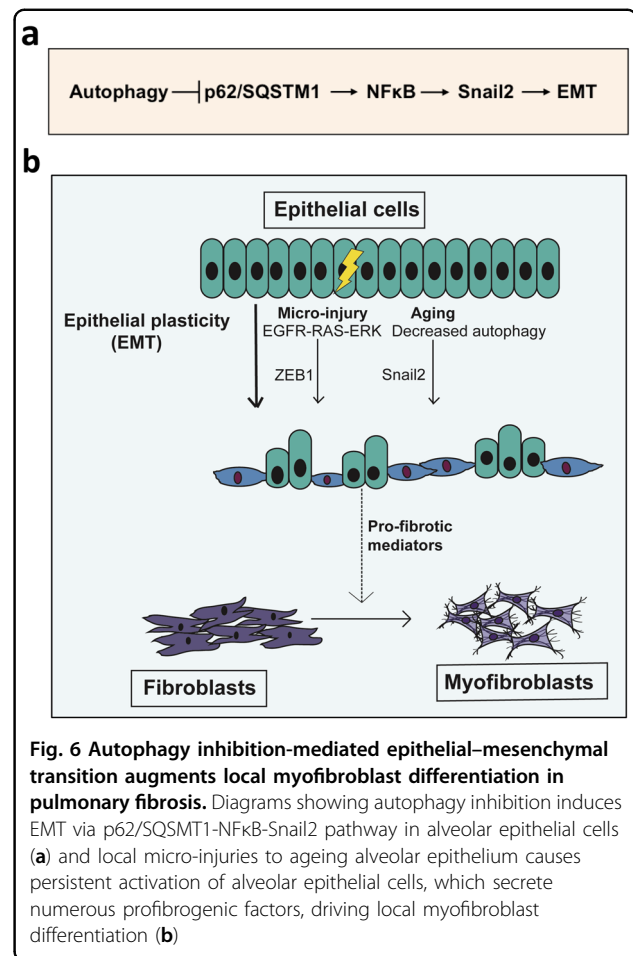 a
Autophagy ⊣ p62/SQSTM1 → NFκB → Snail2 → EMT
b
Epithelial cells
Epithelial plasticity
(EMT)
Micro-injury
EGFR-RAS-ERK
Aging
Decreased autophagy
ZEB1
Snail2
Pro-fibrotic
mediators
Fibroblasts
Myofibroblasts
Fig. 6 Autophagy inhibition-mediated epithelial–mesenchymal
transition augments local myofibroblast differentiation in
pulmonary fibrosis. Diagrams showing autophagy inhibition induces
EMT via p62/SQSMT1-NFκB-Snail2 pathway in alveolar epithelial cells
(a) and local micro-injuries to ageing alveolar epithelium causes
persistent activation of alveolar epithelial cells, which secrete
numerous profibrogenic factors, driving local myofibroblast
differentiation (b)